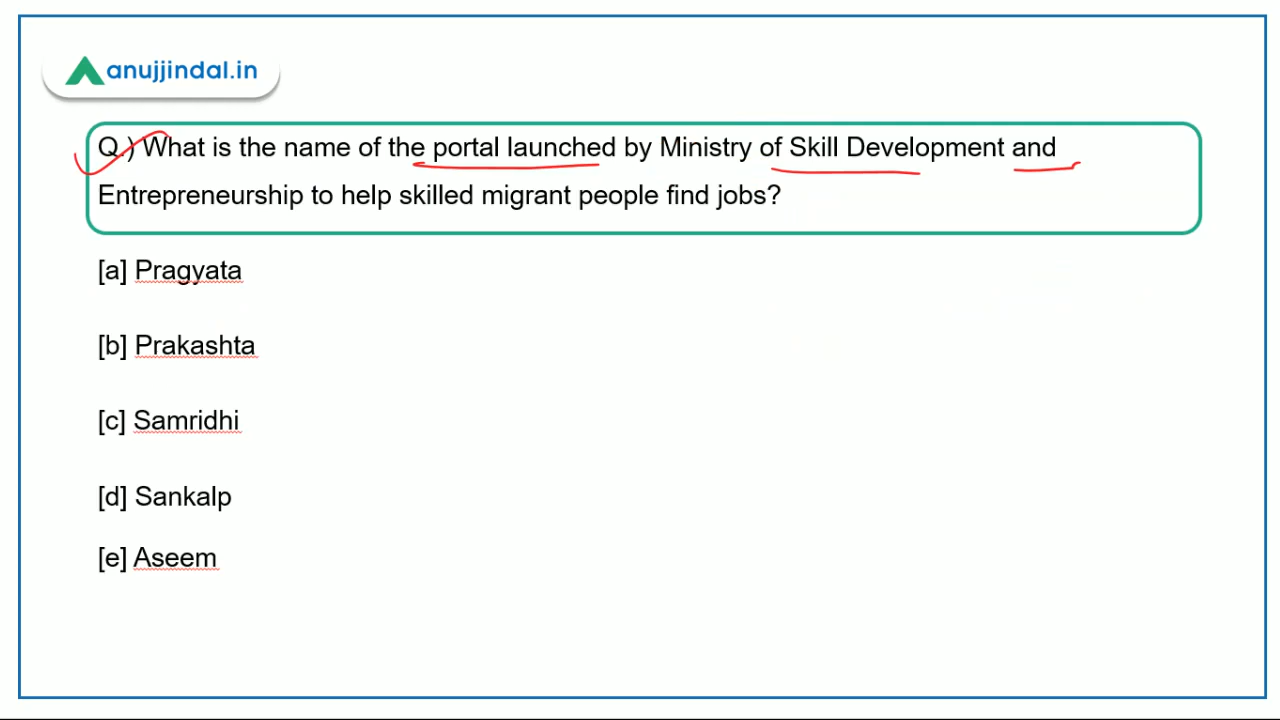 anujjindal.in
Q.) What is the name of the portal launched by Ministry of Skill Development and
Entrepreneurship to help skilled migrant people find jobs?
[a] Pragyata
[b] Prakashta
[c] Samridhi
[d] Sankalp
[e] Aseem